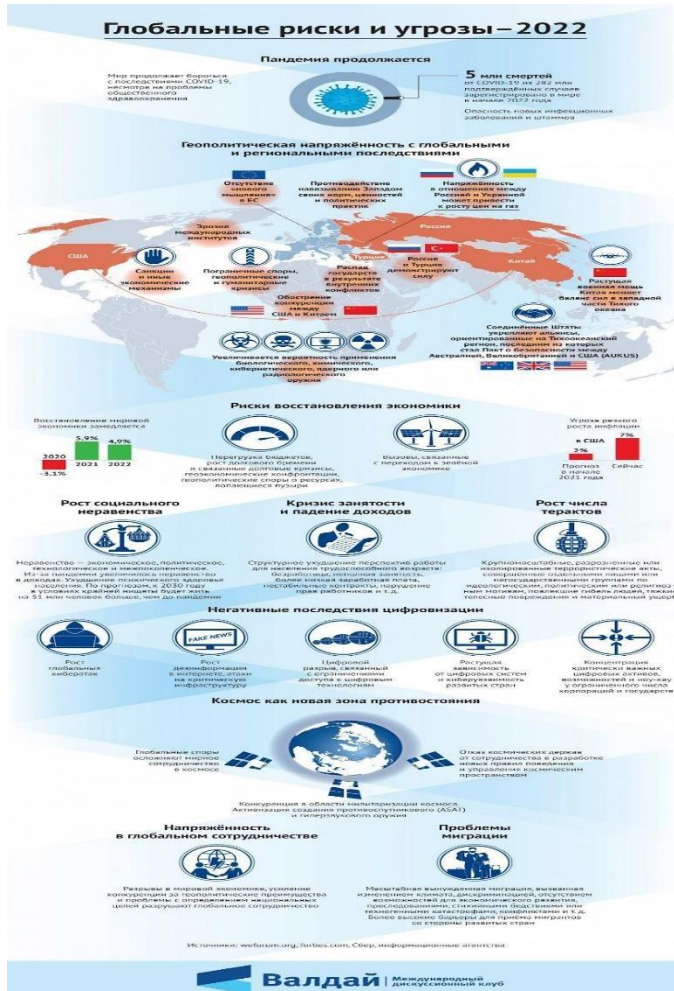 Глобальные риски и угрозы – 2022
Пандемия продолжается
Мир продолжает бороться
с последствиями COVID-19,
несмотря на проблемы
общественного
здравоохранения
5 млн смертей
от COVID-19 из 282 млн
подтверждённых случаев
зарегистрировано в мире
в начале 2022 года
Опасность новых инфекционных
заболеваний и штаммов
Геополитическая напряжённость с глобальными
и региональными последствиями
Отсутствие
«нового
мышления»
в ЕС
Противодействие
навязыванию Западом
своих норм, ценностей
и политических
практик
Напряжённость
в отношениях между
Россией и Украиной
может привести
к росту цен на газ
Эрозия
международных
институтов
Россия
США
Турция
Китай
Санкции
и иные
экономические
механизмы
Пограничные споры,
геополитические
и гуманитарные
кризисы
Распад
государств
в результате
внутренних
конфликтов
Россия
и Турция
демонстрируют
силу
Растущая
военная мощь
Китая меняет
баланс сил в западной
части Тихого
океана
Обострение
конкуренции между
США и Китаем
Соединённые Штаты
укрепляют альянсы,
ориентированные на Тихоокеанский
регион, последним из которых
стал Пакт о безопасности между
Австралией, Великобританией и США (AUKUS)
Увеличивается вероятность применения
биологического, химического,
кибернетического, ядерного или
радиологического
оружия
Риски восстановления экономики
Восстановление мировой
экономики замедляется
2020
-3,1%
5,9%
2021
4,9%
2022
Перегрузка бюджетов,
рост долгового бремени
и связанные долговые кризисы,
геоэкономические конфронтации,
геополитические споры о ресурсах,
лопающиеся пузыри
Вызовы, связанные
с переходом к зелёной
экономике
Угроза резкого
роста инфляции
в США
2%
7%
Прогноз
в начале
2021 года
Сейчас
Рост социального
неравенства
Неравенство – экономическое, политическое,
технологическое и межпоколенческое.
Из-за пандемии увеличилось неравенство
в доходах. Ухудшение психического здоровья
населения. По прогнозам, к 2030 году
в условиях крайней нищеты будет жить
на 51 млн человек больше, чем до пандемии
Кризис занятости
и падение доходов
Структурное ухудшение перспектив работы
для населения трудоспособного возраста:
безработица, неполная занятость,
более низкая заработная плата,
нестабильные контракты, нарушение
прав работников и т.д.
Рост числа
терактов
Крупномасштабные, разрозненные или
изолированные террористические акты,
совершённые отдельными лицами или
негосударственными группами по
идеологическим, политическим или религиоз-
ным мотивам, повлекшие гибель людей, тяжкие
телесные повреждения и материальный ущерб
Негативные последствия цифровизации
Рост
глобальных
кибератак
FAKE NEWS
Рост
дезинформации
в интернете, атаки
на критическую
инфраструктуру
Цифровой
разрыв, связанный
с ограничениями
доступа к цифровым
технологиям
Растущая
зависимость
от цифровых систем
и киберуязвимость
развитых стран
Концентрация
критически важных
цифровых активов,
возможностей и ноу-хау
у ограниченного числа
корпораций и государств
Космос как новая зона противостояния
Глобальные споры
осложняют мирное
сотрудничество
в космосе
Отказ космических держав
от сотрудничества в разработке
новых правил поведения
и управления космическим
пространством
Конкуренция в области милитаризации космоса.
Активизация создания противоспутникового (ASAT)
и гиперзвукового оружия
Напряжённость
в глобальном сотрудничестве
Разрывы в мировой экономике, усиление
конкуренции за геополитические преимущества
и проблемы с определением национальных
целей разрушают глобальное сотрудничество
Проблемы
миграции
Масштабная вынужденная миграция, вызванная
изменением климата, дискриминацией, отсутствием
возможностей для экономического развития,
преследованиями, стихийными бедствиями или
техногенными катастрофами, конфликтами и т.д.
Более высокие барьеры для приёма мигрантов
со стороны развитых стран
Источники: weforum.org, forbes.com, Сбер, информационные агентства
Валдай
Международный
дискуссионный клуб